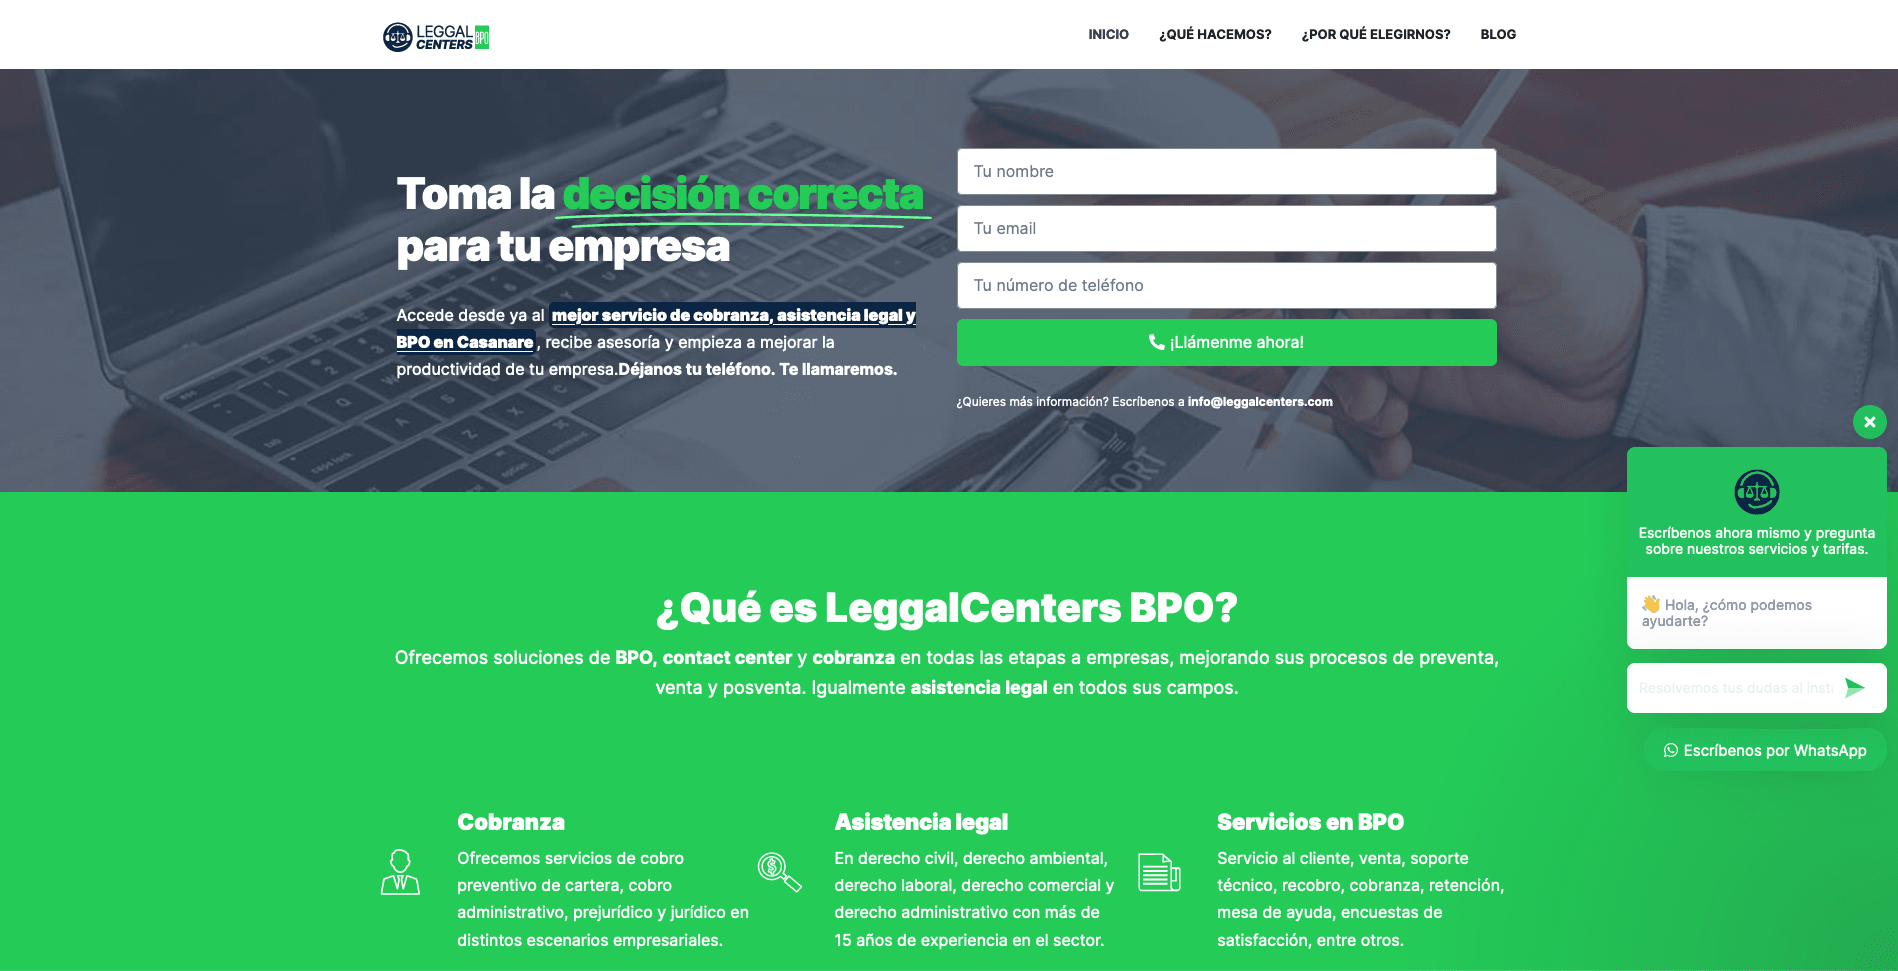 LEGGAL
CENTERS BPO
INICIO ¿QUÉ HACEMOS? ¿POR QUÉ ELEGIRNOS? BLOG
Toma la decisión correcta
para tu empresa
Accede desde ya al mejor servicio de cobranza, asistencia legal y
BPO en Casanare, recibe asesoría y empieza a mejorar la
productividad de tu empresa.Déjanos tu teléfono. Te llamaremos.
Tu nombre
Tu email
Tu número de teléfono
¡Llámenme ahora!
¿Quieres más información? Escríbenos a info@leggalcenters.com
caps lock
control
option
command
PORT
¿Qué es LeggalCenters BPO?
Ofrecemos soluciones de BPO, contact center y cobranza en todas las etapas a empresas, mejorando sus procesos de preventa,
venta y posventa. Igualmente asistencia legal en todos sus campos.
Cobranza
Ofrecemos servicios de cobro
preventivo de cartera, cobro
administrativo, prejurídico y jurídico en
distintos escenarios empresariales.
Asistencia legal
En derecho civil, derecho ambiental,
derecho laboral, derecho comercial y
derecho administrativo con más de
15 años de experiencia en el sector.
Servicios en BPO
Servicio al cliente, venta, soporte
técnico, recobro, cobranza, retención,
mesa de ayuda, encuestas de
satisfacción, entre otros.
Escríbenos ahora mismo y pregunta
sobre nuestros servicios y tarifas.
👋 Hola, ¿cómo podemos
ayudarte?
Resolvemos tus dudas al insta
Escríbenos por WhatsApp